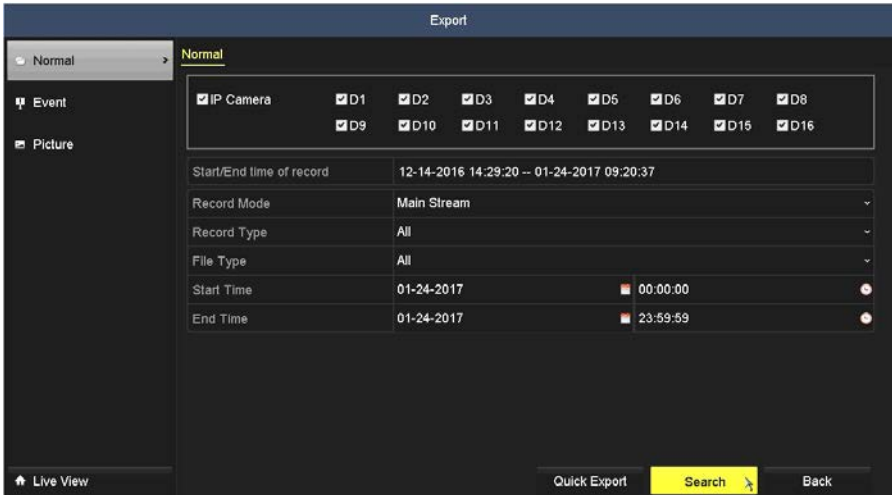 Export
Normal
Event
Picture
Normal
IP Camera D1 D2 D3 D4 D5 D6 D7 D8
D9 D10 D11 D12 D13 D14 D15 D16
Start/End time of record 12-14-2016 14:29:20 -- 01-24-2017 09:20:37
Record Mode Main Stream
Record Type All
File Type All
Start Time 01-24-2017 00:00:00
End Time 01-24-2017 23:59:59
Live View Quick Export Search Back